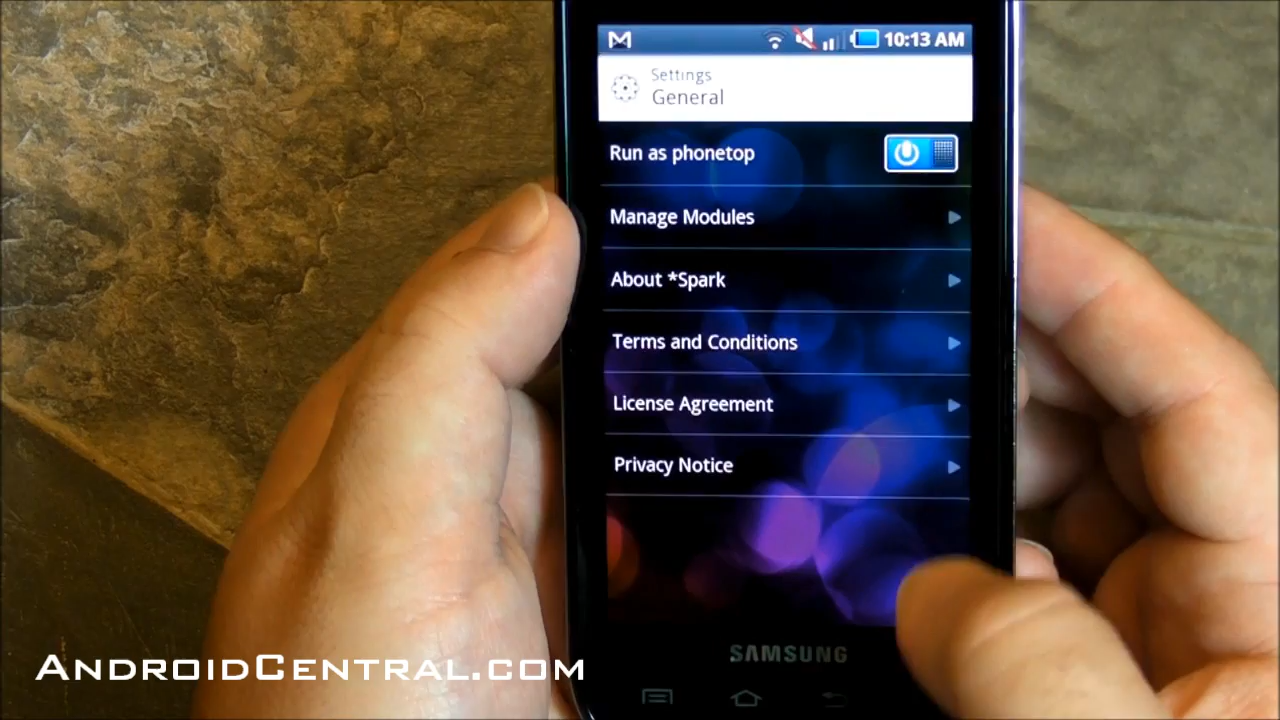 10:13 AM
Settings
General
Run as phonetop
Manage Modules
About *Spark
Terms and Conditions
License Agreement
Privacy Notice
SAMSUNG
ANDROIDCENTRAL.COM